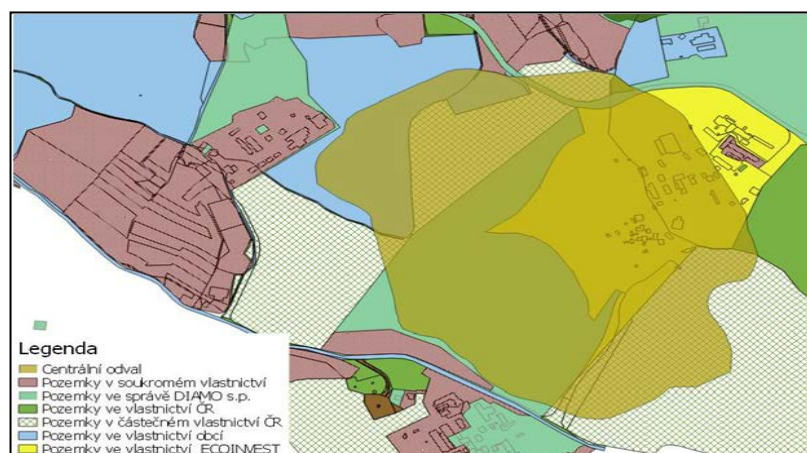 Legenda
Centrální odval
Pozemky v soukromém vlastnictví
Pozemky ve správě DIAMO s.p.
Pozemky ve vlastnictví ČR
Pozemky v částečném vlastnictví ČR
Pozemky ve vlastnictví obcí
Pozemky ve vlastnictví ECOINVEST